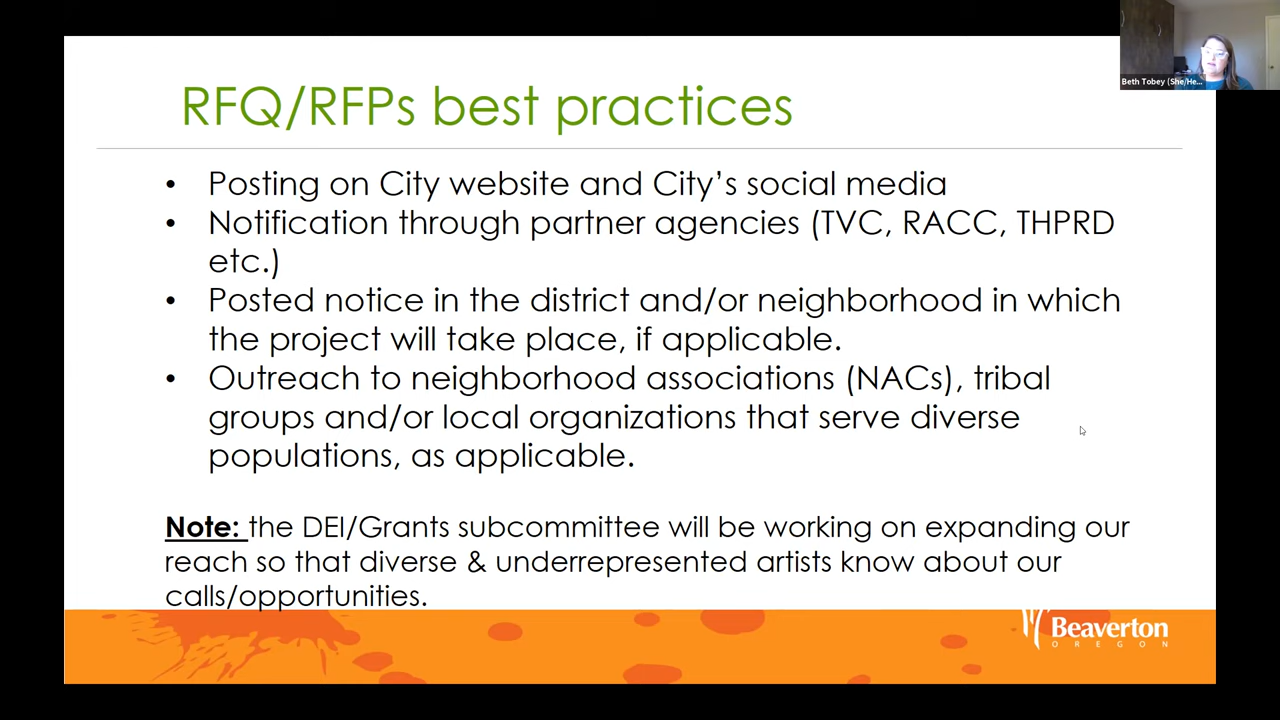 Beth Tobey (She/He...
RFQ/RFPs best practices
• Posting on City website and City’s social media
• Notification through partner agencies (TVC, RACC, THPRD
etc.)
• Posted notice in the district and/or neighborhood in which
the project will take place, if applicable.
• Outreach to neighborhood associations (NACs), tribal
groups and/or local organizations that serve diverse
populations, as applicable.
Note: the DEI/Grants subcommittee will be working on expanding our
reach so that diverse & underrepresented artists know about our
calls/opportunities.
Beaverton
OREGON